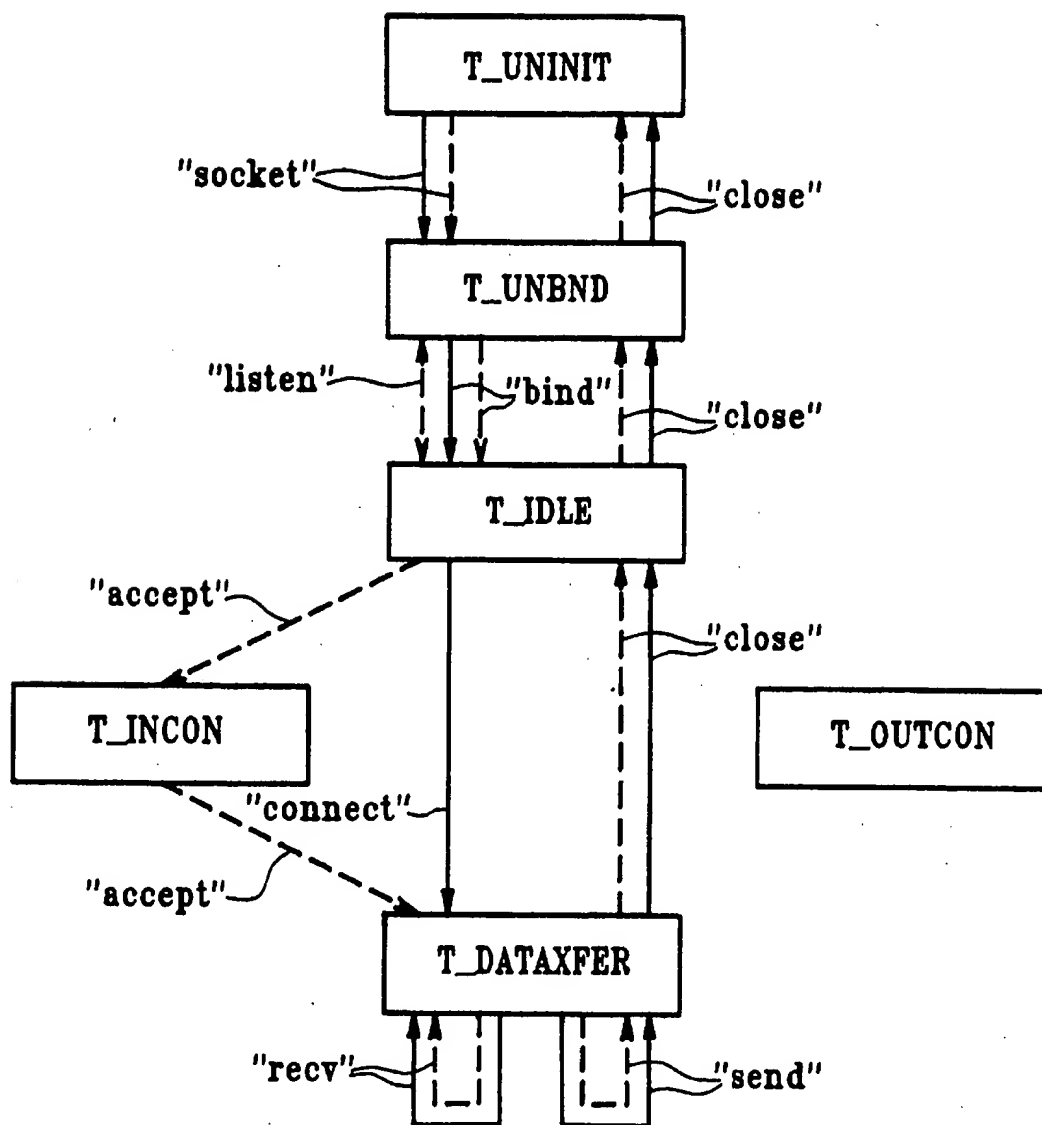 T_UNINIT
"socket"
"close"
T_UNBND
"listen"
"bind"
"close"
T_IDLE
"accept"
"close"
T_INCON
T_OUTCON
"connect"
"accept"
T_DATAXFER
"recv"
"send"